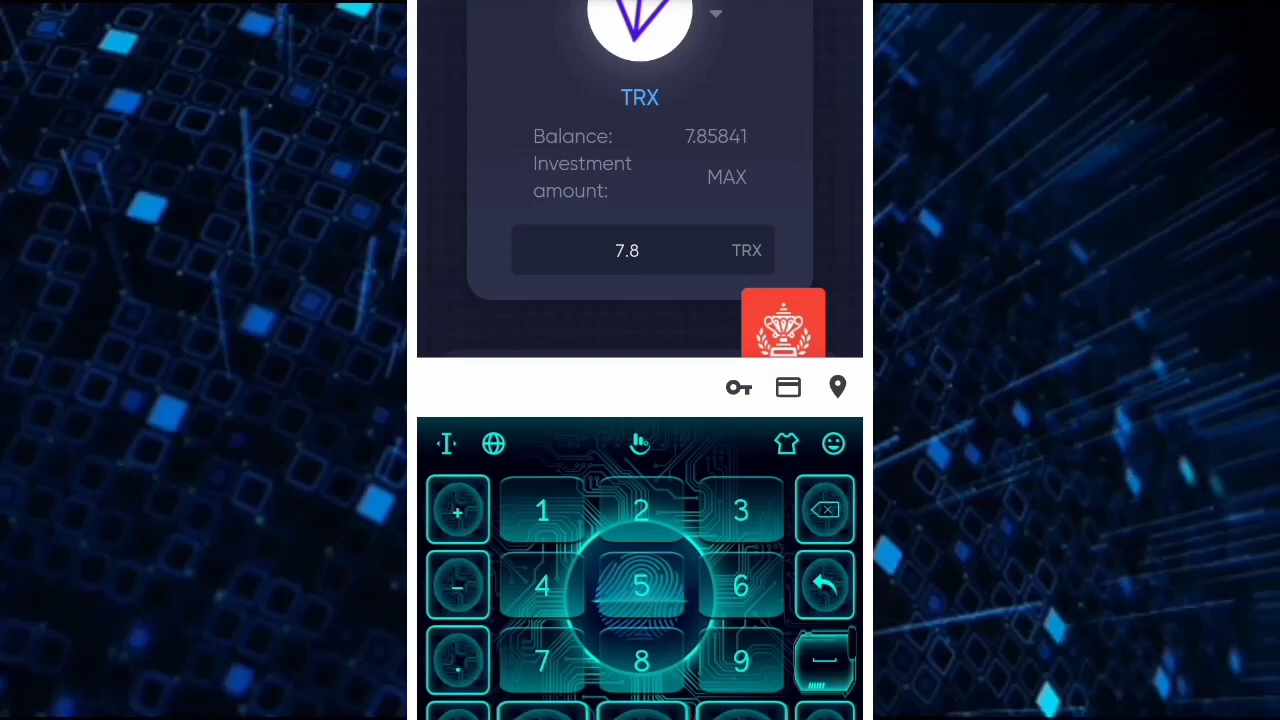 TRX
Balance: 7.85841
Investment amount: MAX
7.8 TRX
1 2 3
+
4 5 6
-
7 8 9
.